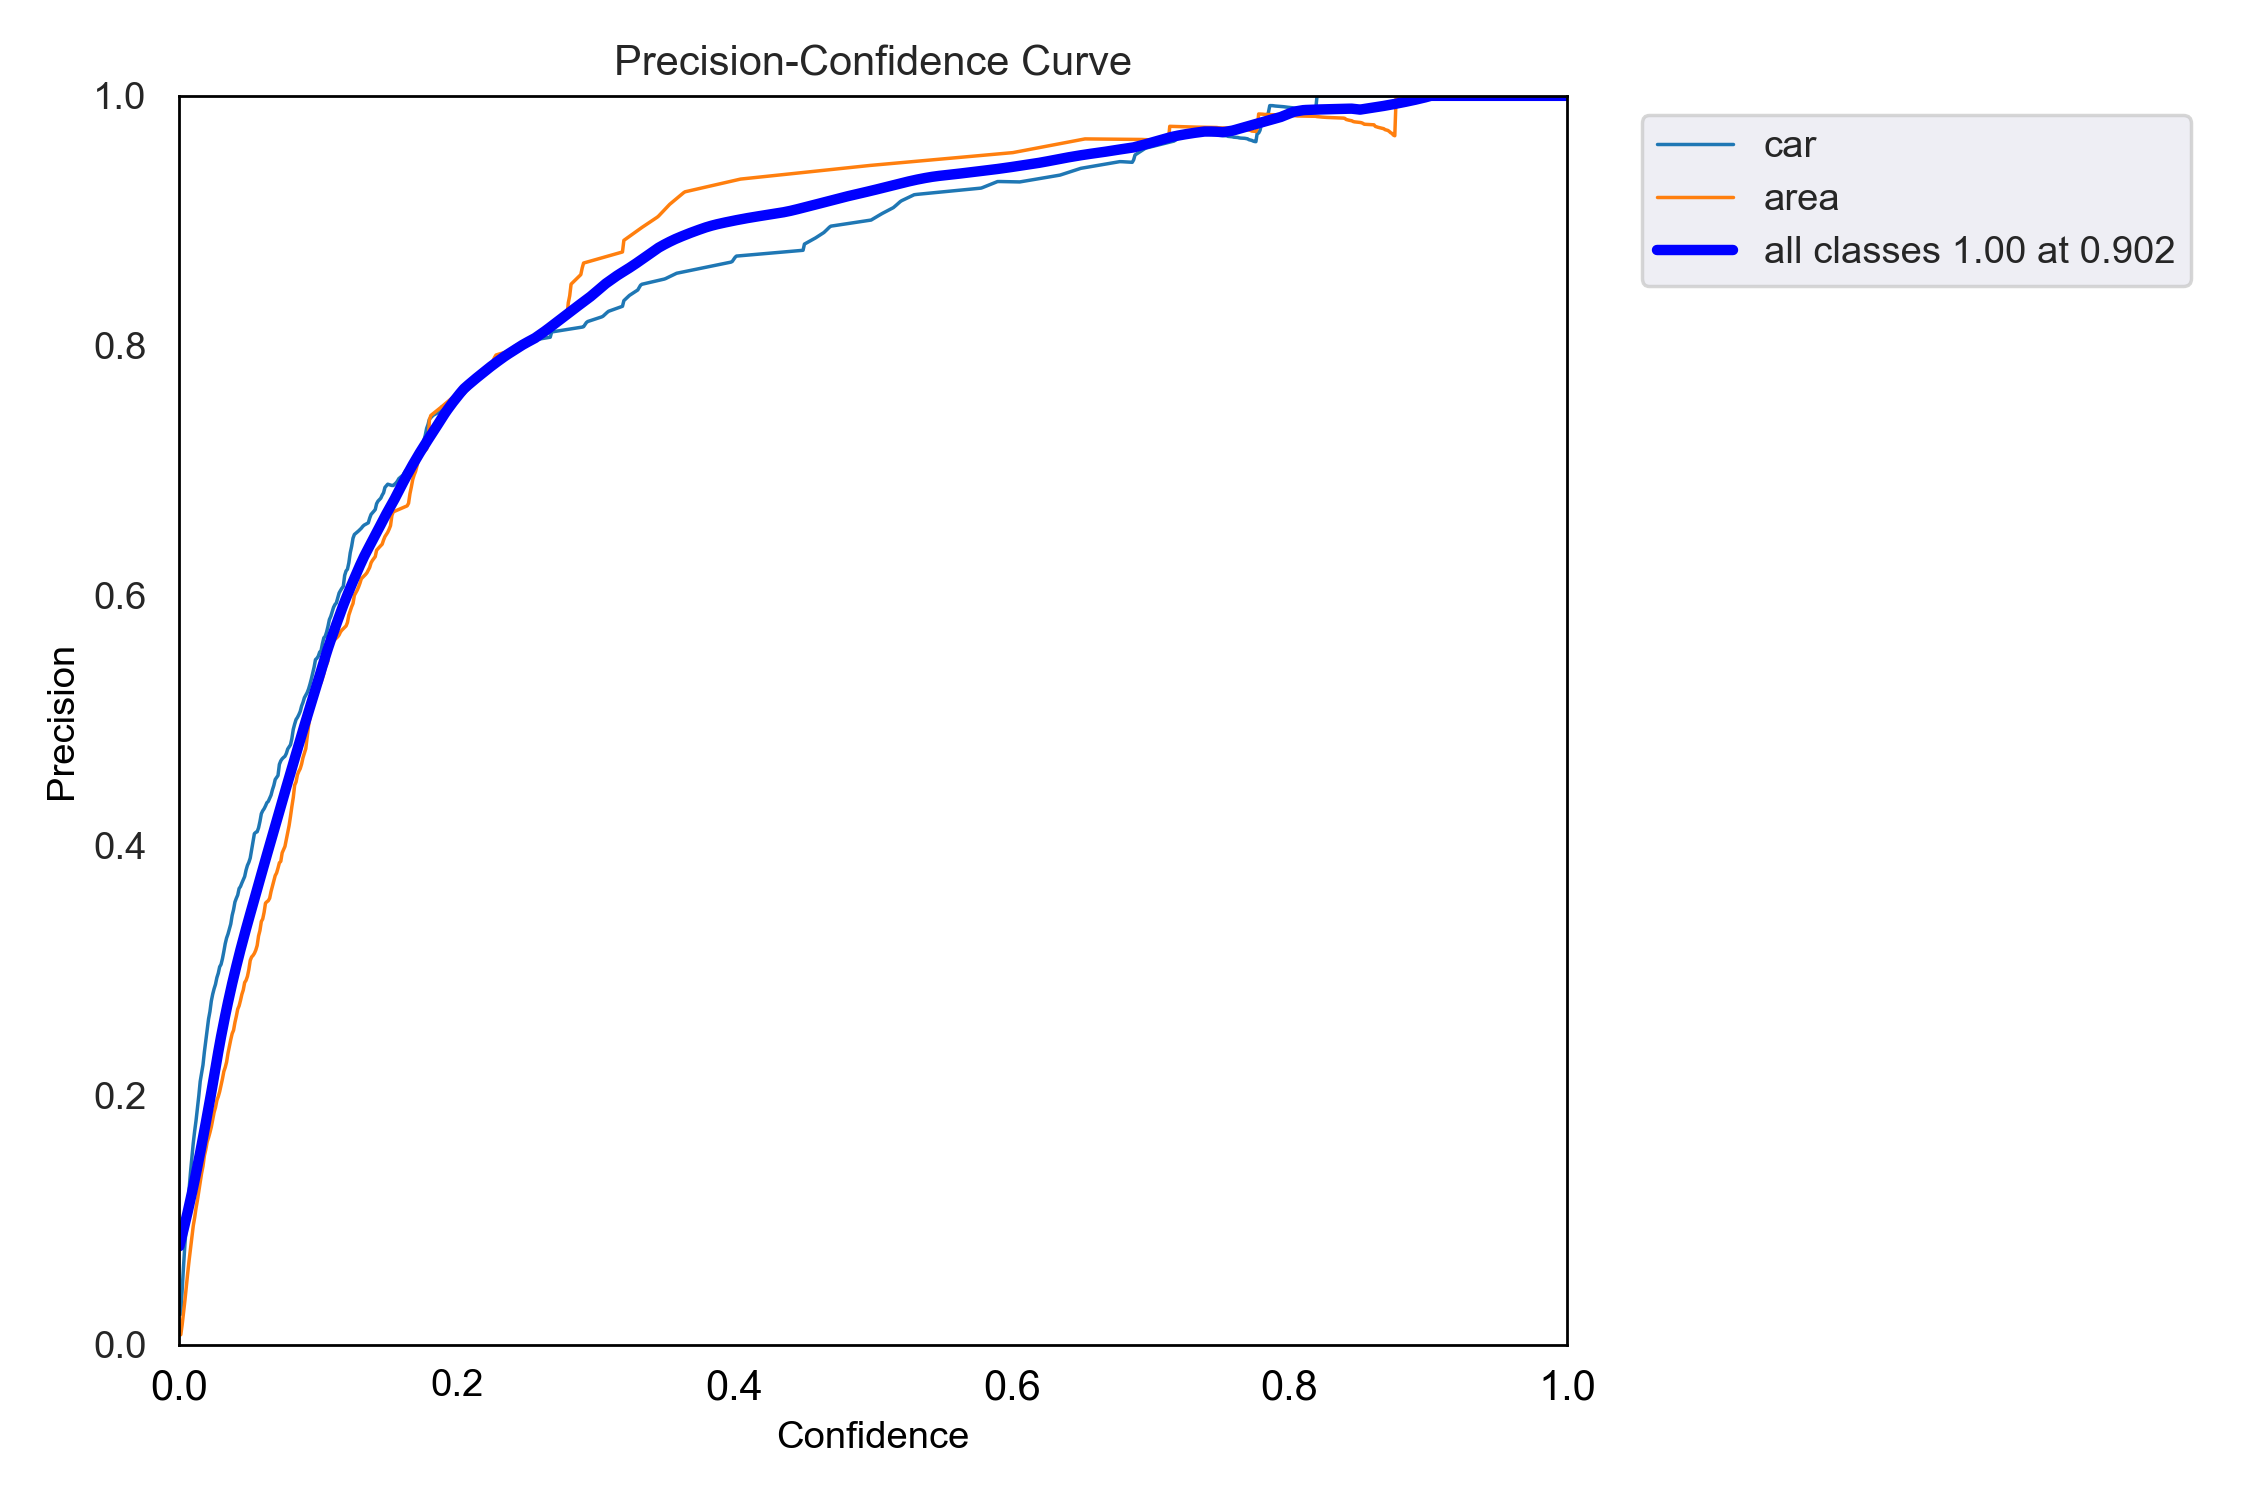 Precision-Confidence Curve
1.0
0.8
0.6
0.4
0.2
0.0
Precision
0.0 0.2 0.4 0.6 0.8 1.0
Confidence
car
area
all classes 1.00 at 0.902